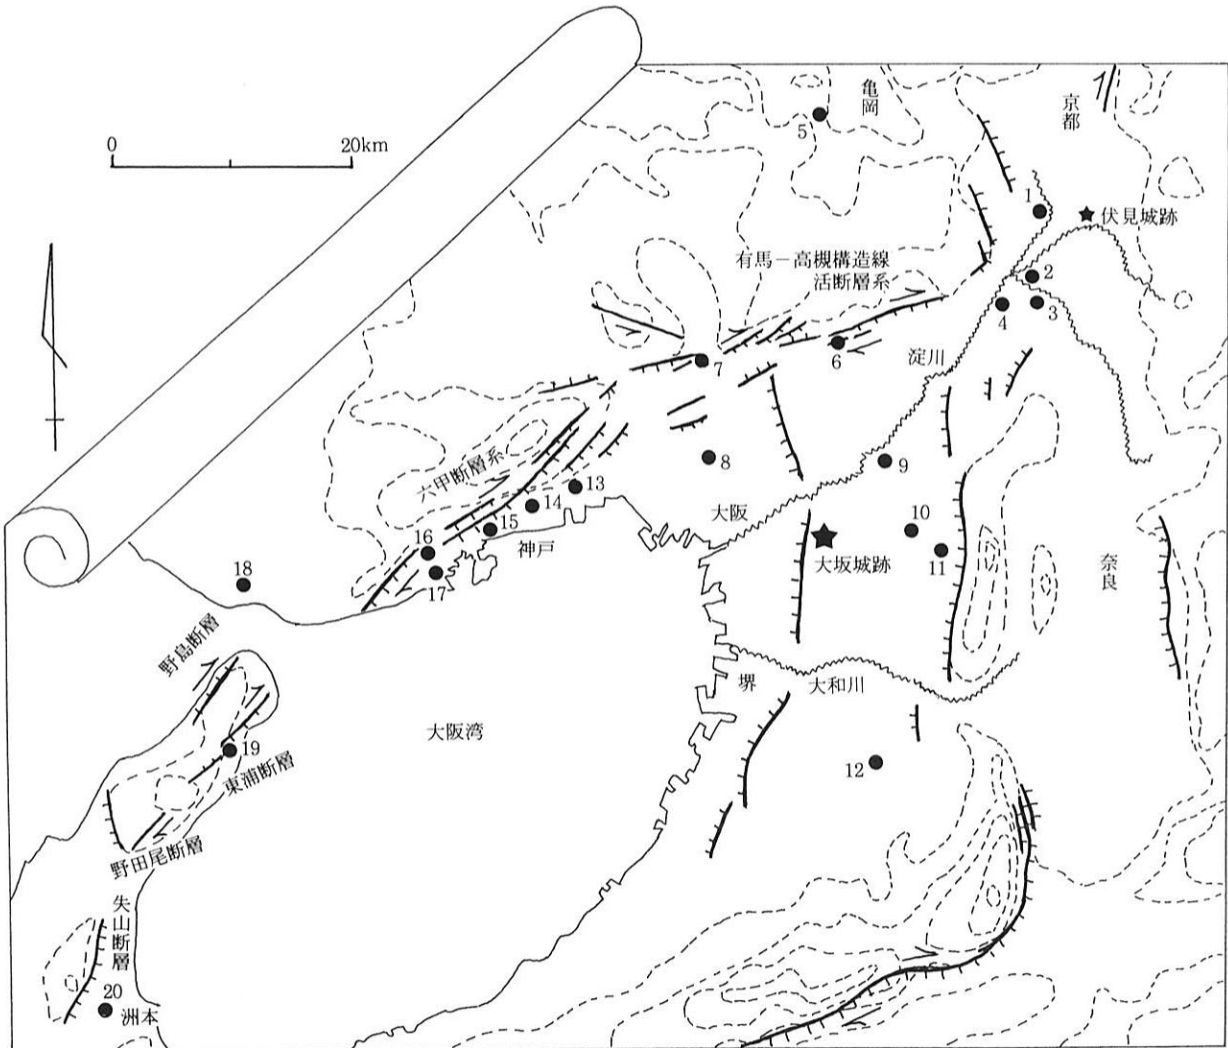 亀岡
京都
5
0
20km
1
伏見城跡
有馬－高槻構造線
活断層系
2
3
4
淀川
6
7
8
9
六甲断層系
13
14
15
16
17
神戸
大阪
10
11
大坂城跡
奈良
18
野島断層
堺
大和川
大阪湾
19
東浦断層
12
野田尾断層
失山断層
20
洲本